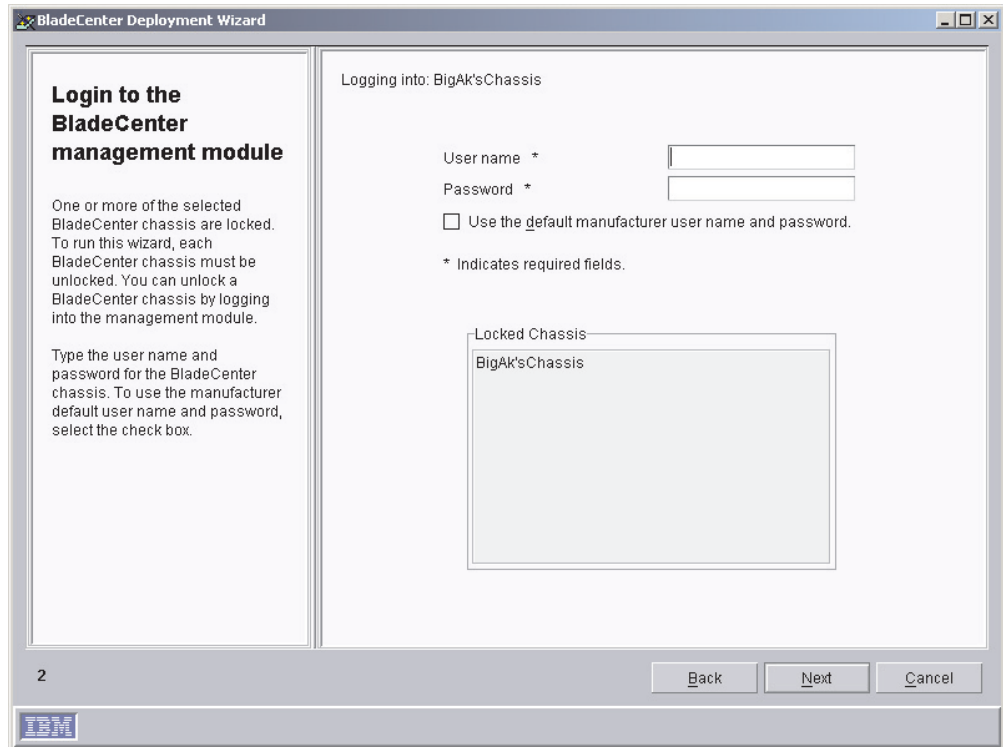 BladeCenter Deployment Wizard
Login to the
BladeCenter
management module
One or more of the selected
BladeCenter chassis are locked.
To run this wizard, each
BladeCenter chassis must be
unlocked. You can unlock a
BladeCenter chassis by logging
into the management module.
Type the user name and
password for the BladeCenter
chassis. To use the manufacturer
default user name and password,
select the check box.
Logging into: BigAk'sChassis
User name *
Password *
Use the default manufacturer user name and password.
* Indicates required fields.
Locked Chassis
BigAk'sChassis
2
Back
Next
Cancel
IBM